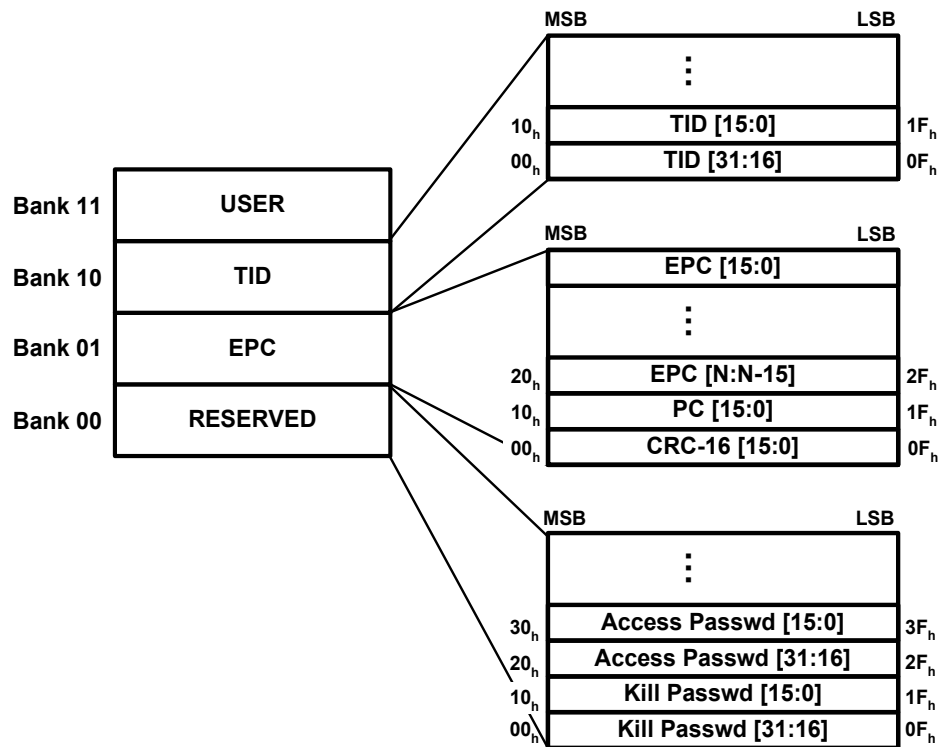 Bank 11 USER
Bank 10 TID
Bank 01 EPC
Bank 00 RESERVED
MSB LSB
⋮
10h TID [15:0] 1Fh
00h TID [31:16] 0Fh
MSB LSB
EPC [15:0]
⋮
20h EPC [N:N-15] 2Fh
10h PC [15:0] 1Fh
00h CRC-16 [15:0] 0Fh
MSB LSB
⋮
30h Access Passwd [15:0] 3Fh
20h Access Passwd [31:16] 2Fh
10h Kill Passwd [15:0] 1Fh
00h Kill Passwd [31:16] 0Fh